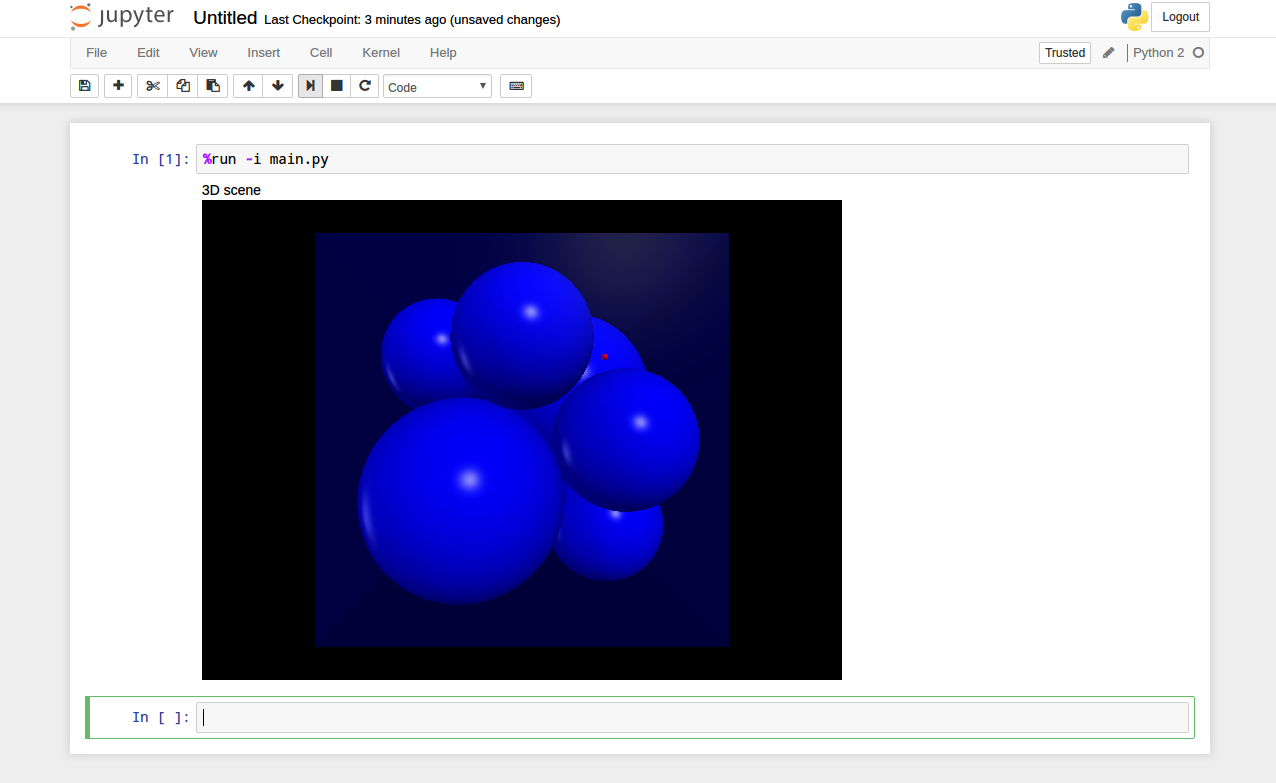 jupyter Untitled Last Checkpoint: 3 minutes ago (unsaved changes) Logout
File Edit View Insert Cell Kernel Help Trusted Python 2
Code
In [1]: %run -i main.py
3D scene
In [ ]: